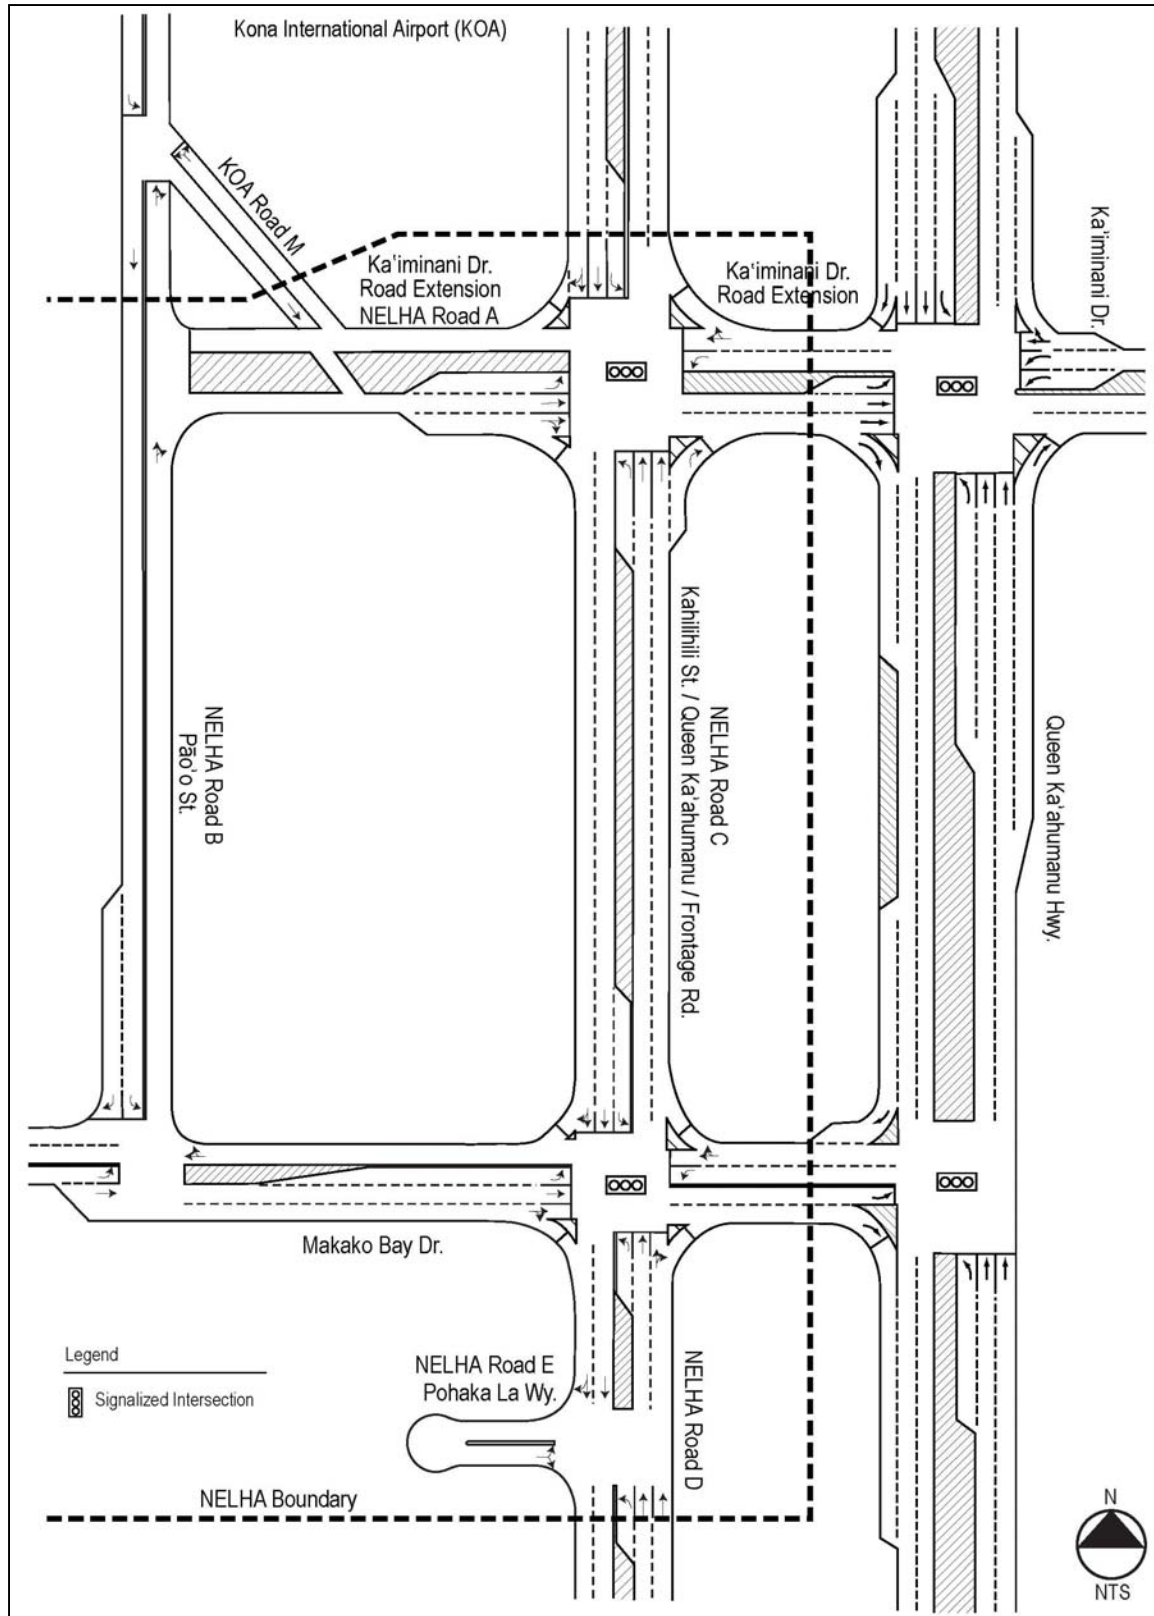 Kona International Airport (KOA)
KOA Road M
Ka'iminani Dr.
Road Extension
NELHA Road A
Ka'iminani Dr.
Road Extension
Ka'iminani Dr.
NELHA Road B
Pāo'o St.
NELHA Road C
Kahilihili St. / Queen Ka'ahumanu / Frontage Rd.
Queen Ka'ahumanu Hwy.
Makako Bay Dr.
Legend
Signalized Intersection
NELHA Road E
Pohaka La Wy.
NELHA Road D
NELHA Boundary
N
NTS